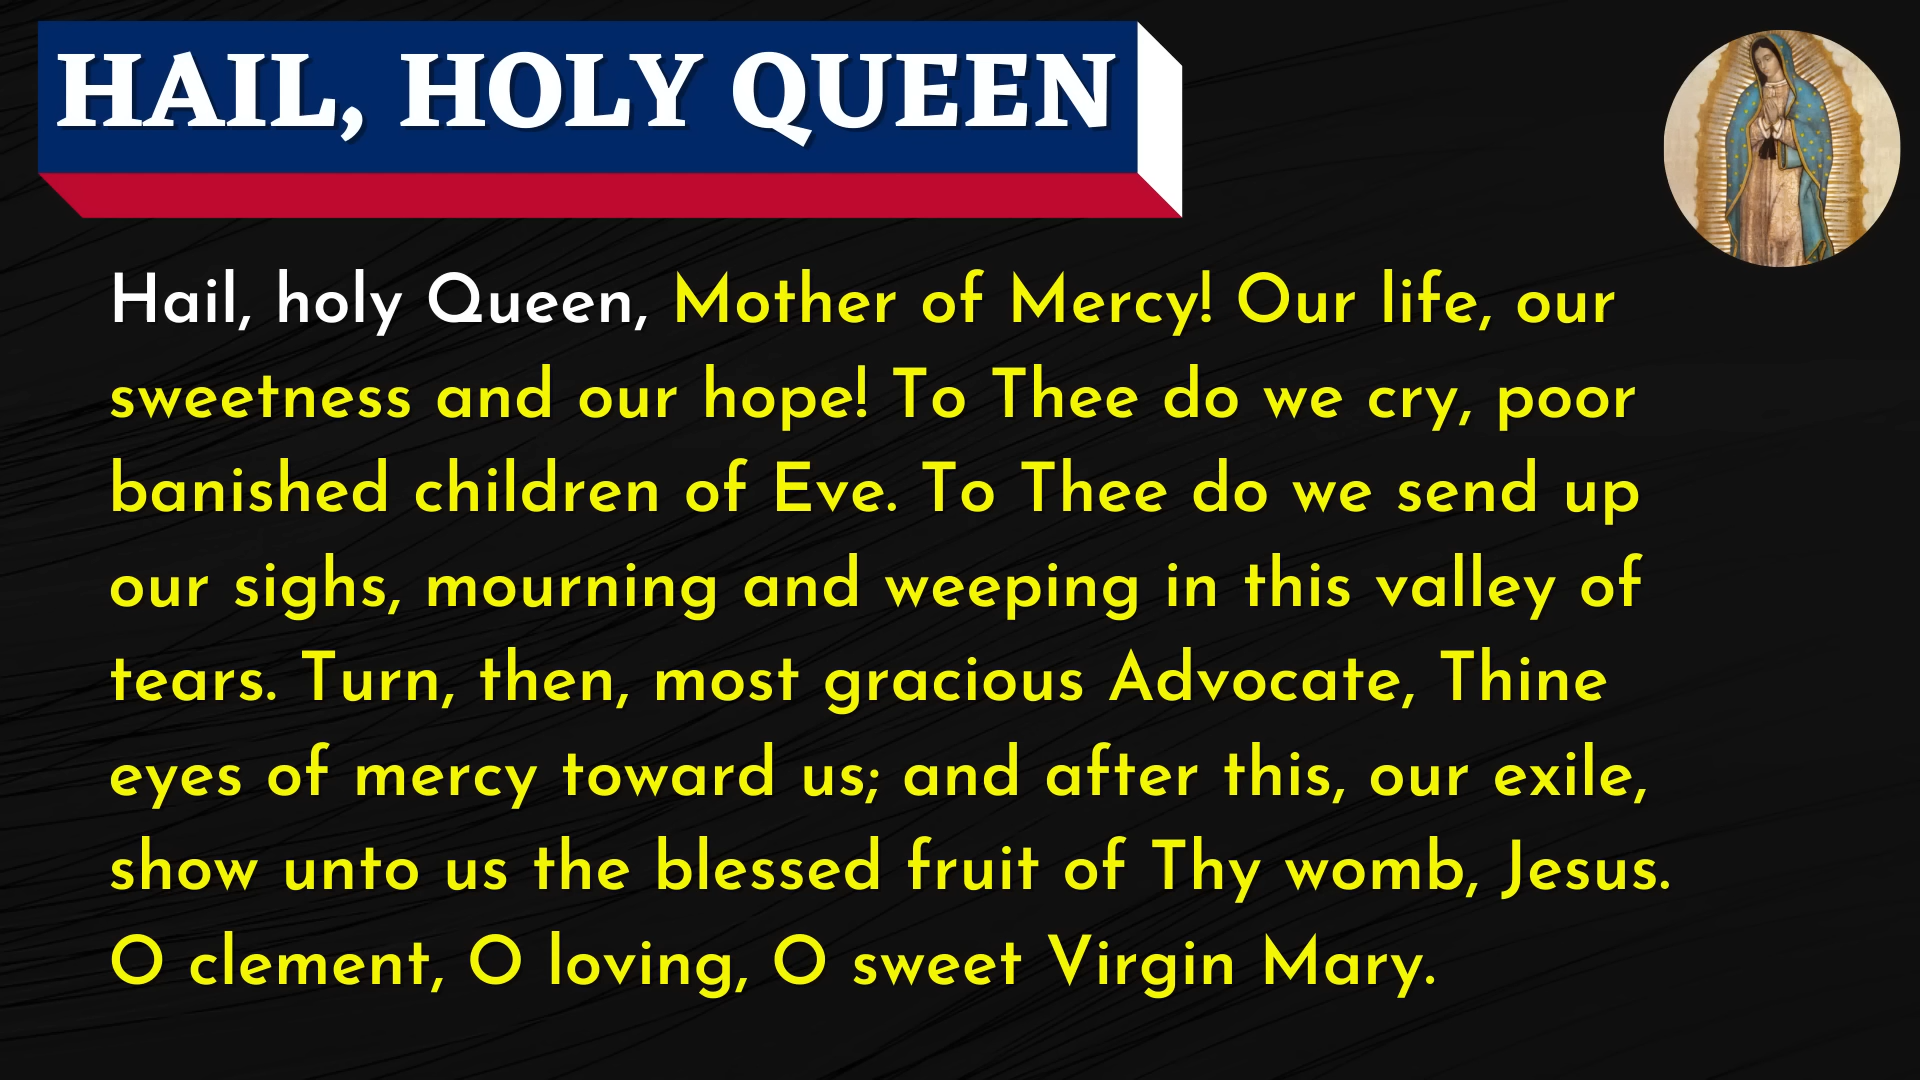 HAIL, HOLY QUEEN
Hail, holy Queen, Mother of Mercy! Our life, our
sweetness and our hope! To Thee do we cry, poor
banished children of Eve. To Thee do we send up
our sighs, mourning and weeping in this valley of
tears. Turn, then, most gracious Advocate, Thine
eyes of mercy toward us; and after this, our exile,
show unto us the blessed fruit of Thy womb, Jesus.
O clement, O loving, O sweet Virgin Mary.